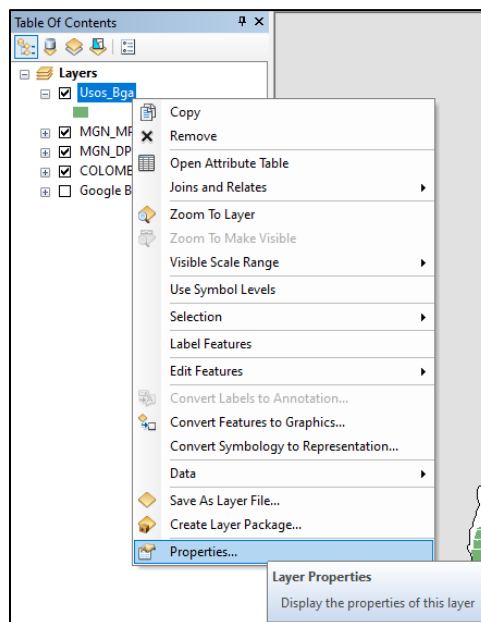 Table Of Contents
Layers
Usos_Bga
MGN_MP
MGN_DP
COLOMB
Google B
Copy
Remove
Open Attribute Table
Joins and Relates
Zoom To Layer
Zoom To Make Visible
Visible Scale Range
Use Symbol Levels
Selection
Label Features
Edit Features
Convert Labels to Annotation...
Convert Features to Graphics...
Convert Symbology to Representation...
Data
Save As Layer File...
Create Layer Package...
Properties...
Layer Properties
Display the properties of this layer